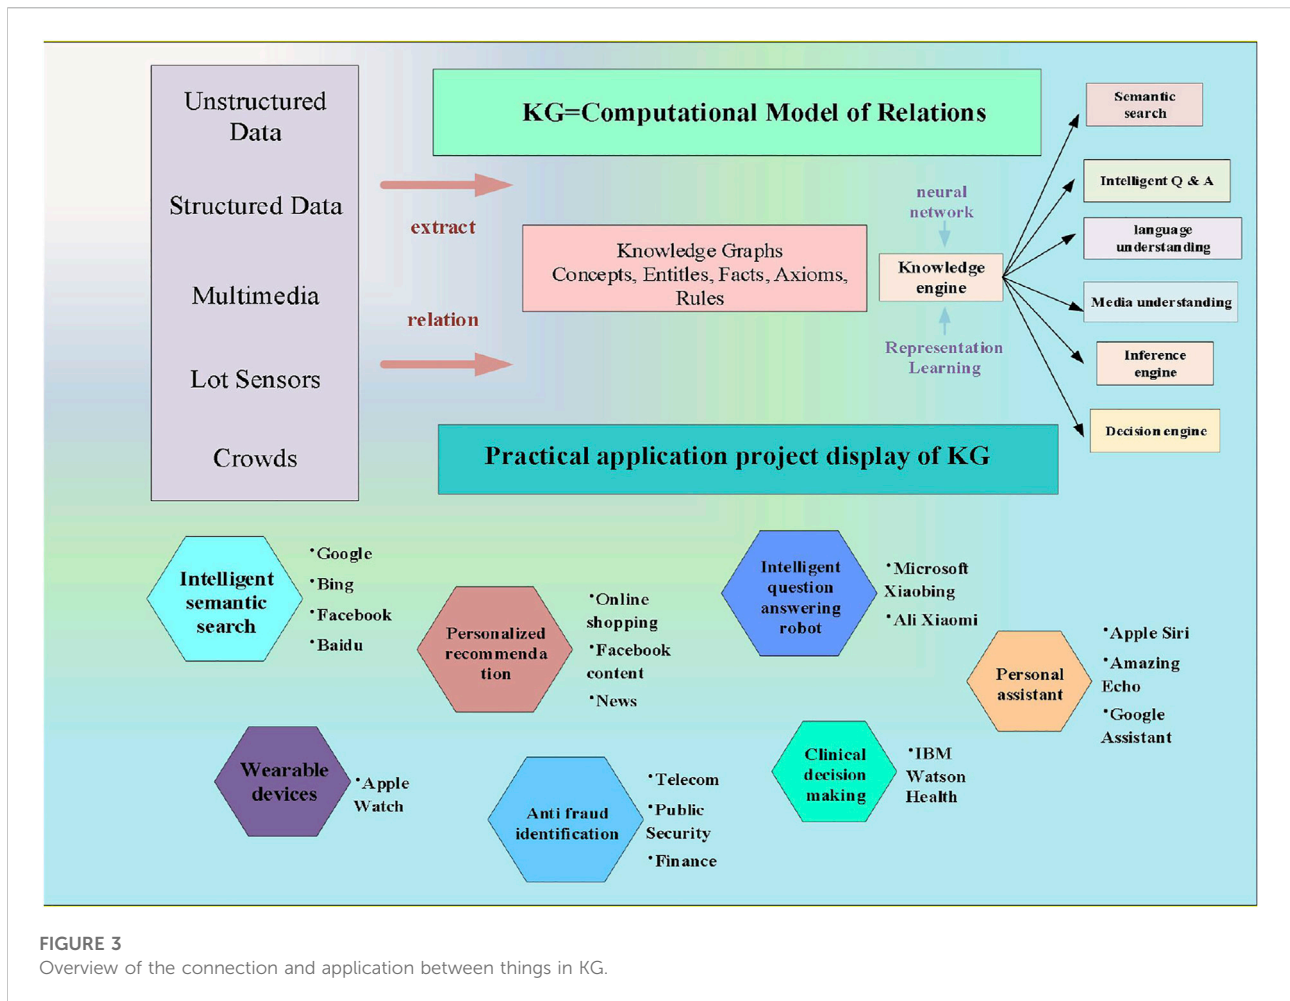 Unstructured
Data
Structured Data
Multimedia
Lot Sensors
Crowds
extract
relation
KG=Computational Model of Relations
Knowledge Graphs
Concepts, Entitles, Facts, Axioms,
Rules
neural
network
Knowledge
engine
Representation
Learning
Semantic
search
Intelligent Q & A
language
understanding
Media understanding
Inference
engine
Decision engine
Practical application project display of KG
Intelligent
semantic
search
•Google
•Bing
•Facebook
•Baidu
Personalized
recommenda
tion
•Online
shopping
•Facebook
content
•News
Intelligent
question
answering
robot
•Microsoft
Xiaobing
•Ali Xiaomi
Personal
assistant
•Apple Siri
•Amazing
Echo
•Google
Assistant
Wearable
devices
•Apple
Watch
Anti fraud
identification
•Telecom
•Public
Security
•Finance
Clinical
decision
making
•IBM
Watson
Health
FIGURE 3
Overview of the connection and application between things in KG.